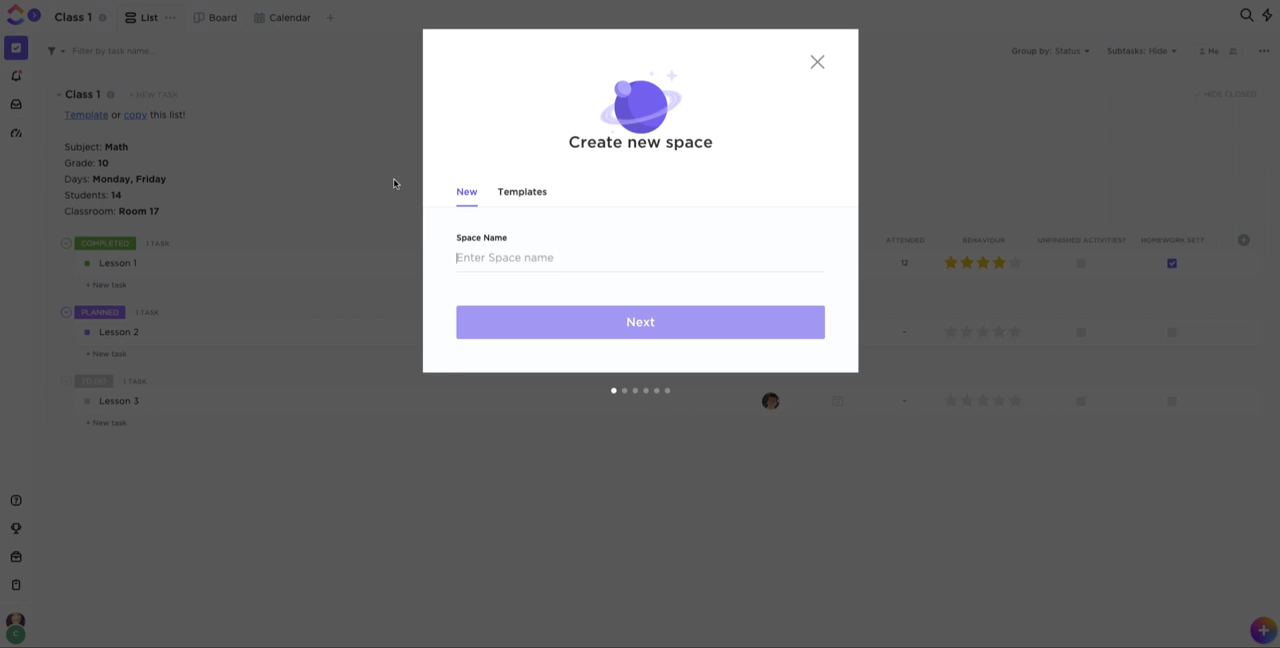 Class 1 List Board Calendar
Filter by task name...
Group by: Status Subtasks: Hide Me
Create new space
New Templates
Space Name
Enter Space name
Next
Class 1 + NEW TASK HIDE CLOSED
Template or copy this list!
Subject: Math
Grade: 10
Days: Monday, Friday
Students: 14
Classroom: Room 17
COMPLETED 1 TASK ATTENDED BEHAVIOUR UNFINISHED ACTIVITIES? HOMEWORK SET?
Lesson 1 12
+ New task
PLANNED 1 TASK
Lesson 2 -
+ New task
TO DO 1 TASK
Lesson 3 -
+ New task
C